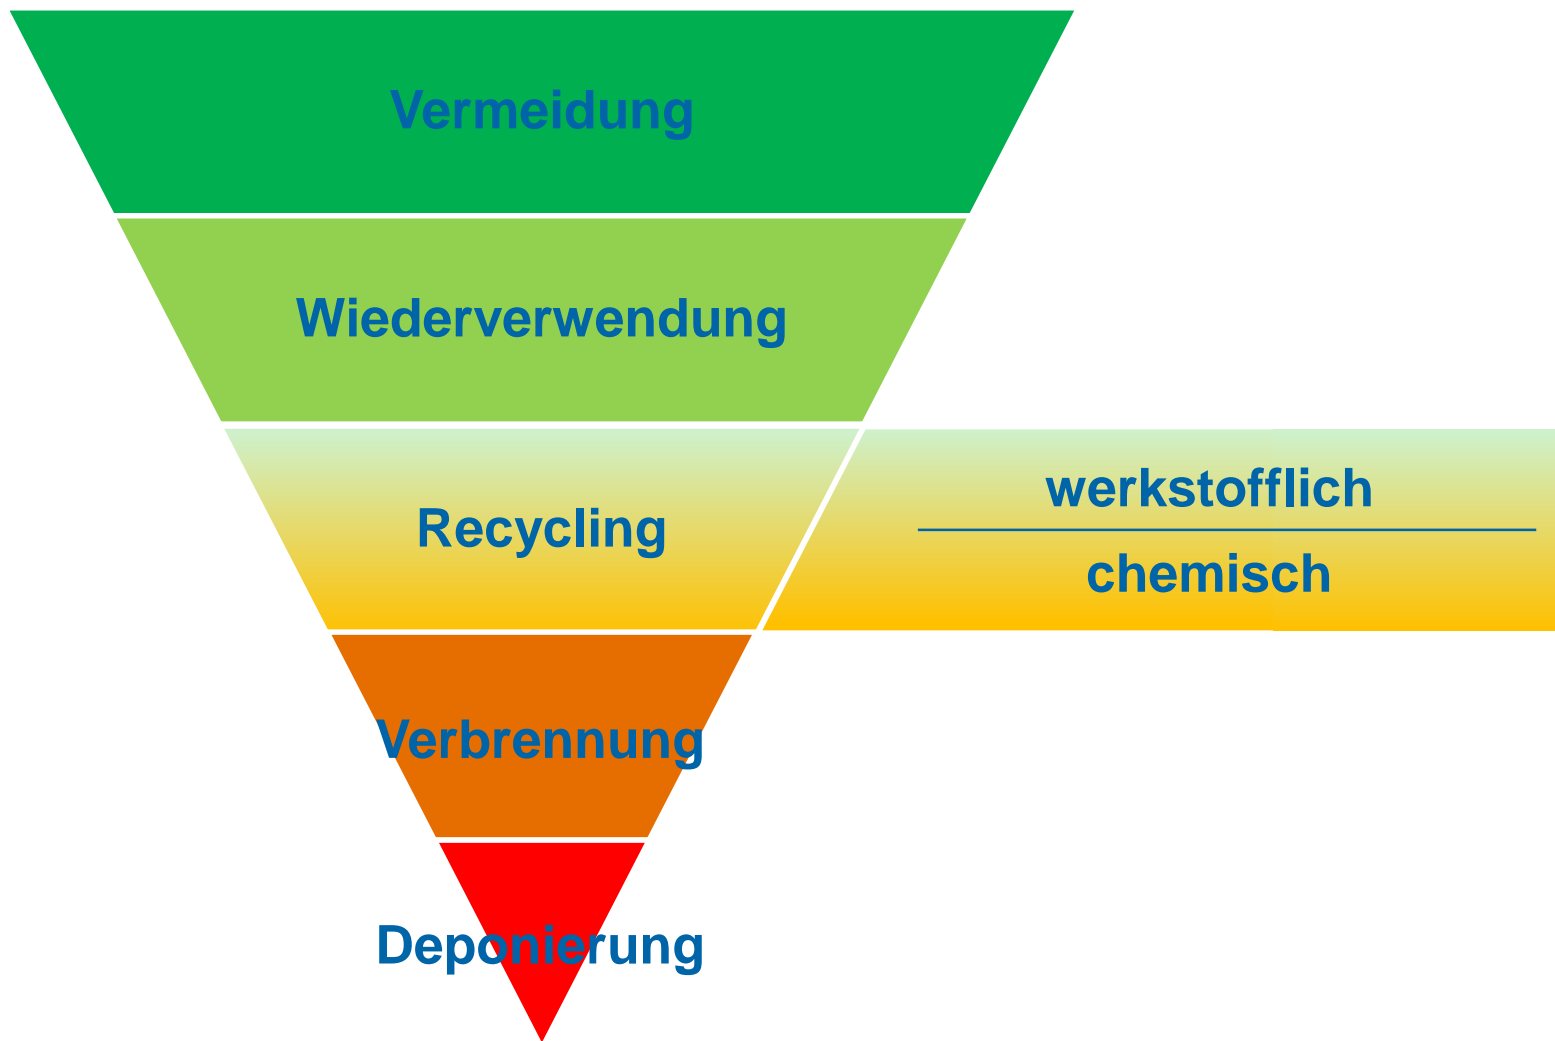 Vermeidung
Wiederverwendung
Recycling
werkstofflich
chemisch
Verbrennung
Deponierung